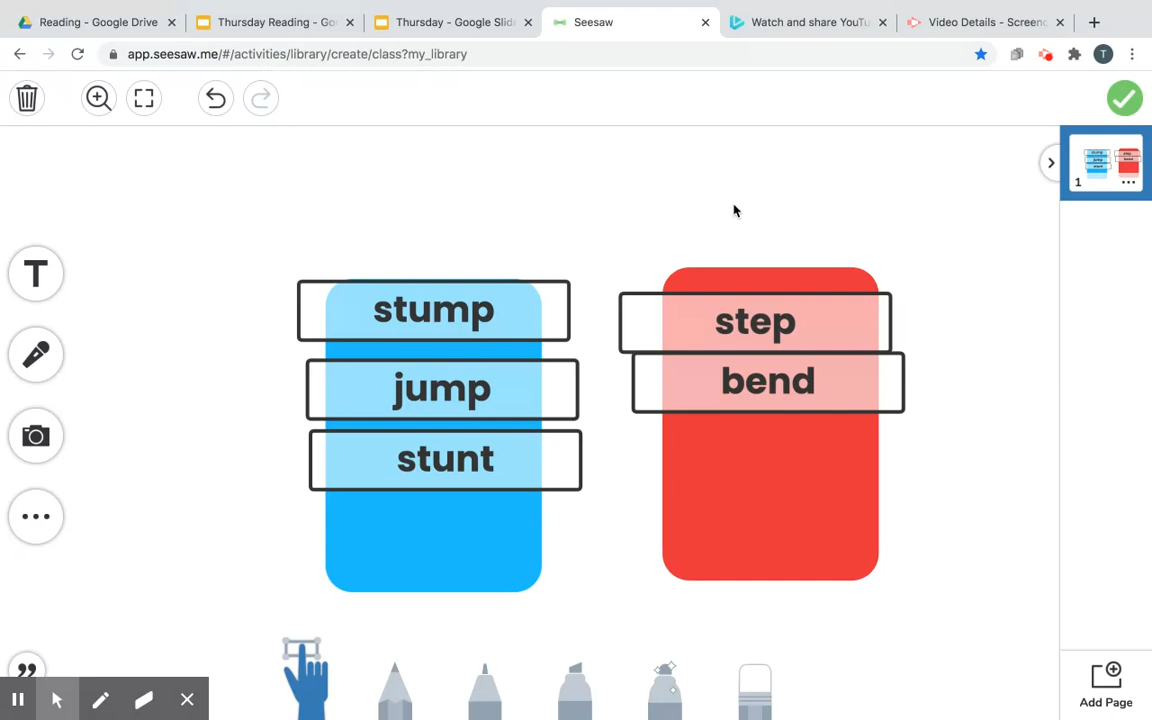 Reading - Google Drive
Thursday Reading - Go
Thursday - Google Slid
Seesaw
Watch and share YouTu
Video Details - Screenc
app.seesaw.me/#/activities/library/create/class?my_library
T
1
T
stump
jump
stunt
step
bend
Add Page